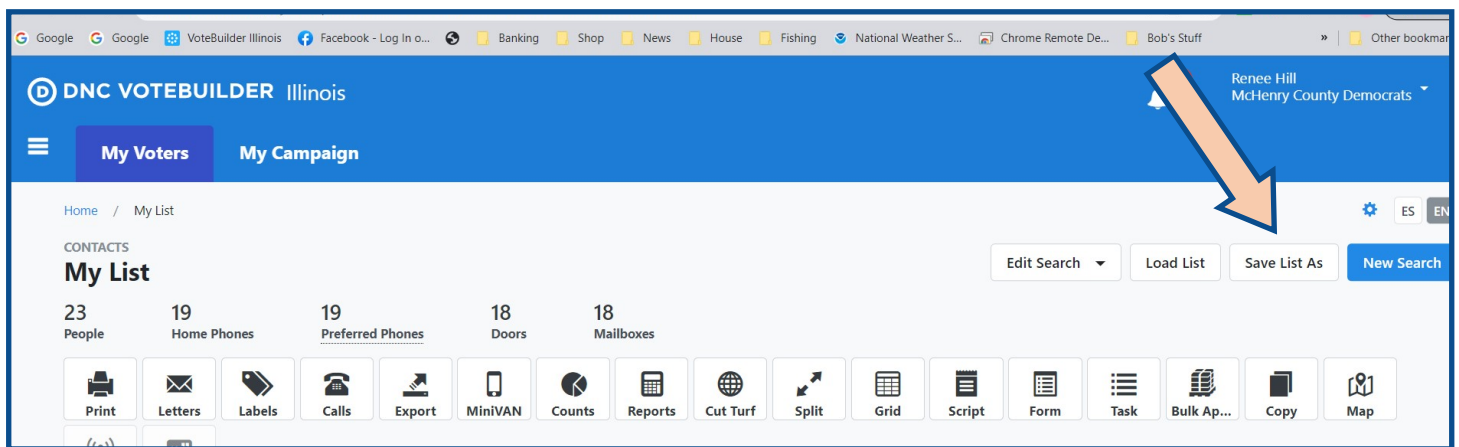 Google Google VoteBuilder Illinois Facebook - Log In o... Banking Shop News House Fishing National Weather S... Chrome Remote De... Bob's Stuff » Other bookmar
DNC VOTEBUILDER Illinois
Renee Hill
McHenry County Democrats
My Voters My Campaign
Home / My List
ES EN
CONTACTS
My List
Edit Search Load List Save List As New Search
23 19 19 18 18
People Home Phones Preferred Phones Doors Mailboxes
Print Letters Labels Calls Export MiniVAN Counts Reports Cut Turf Split Grid Script Form Task Bulk Ap... Copy Map